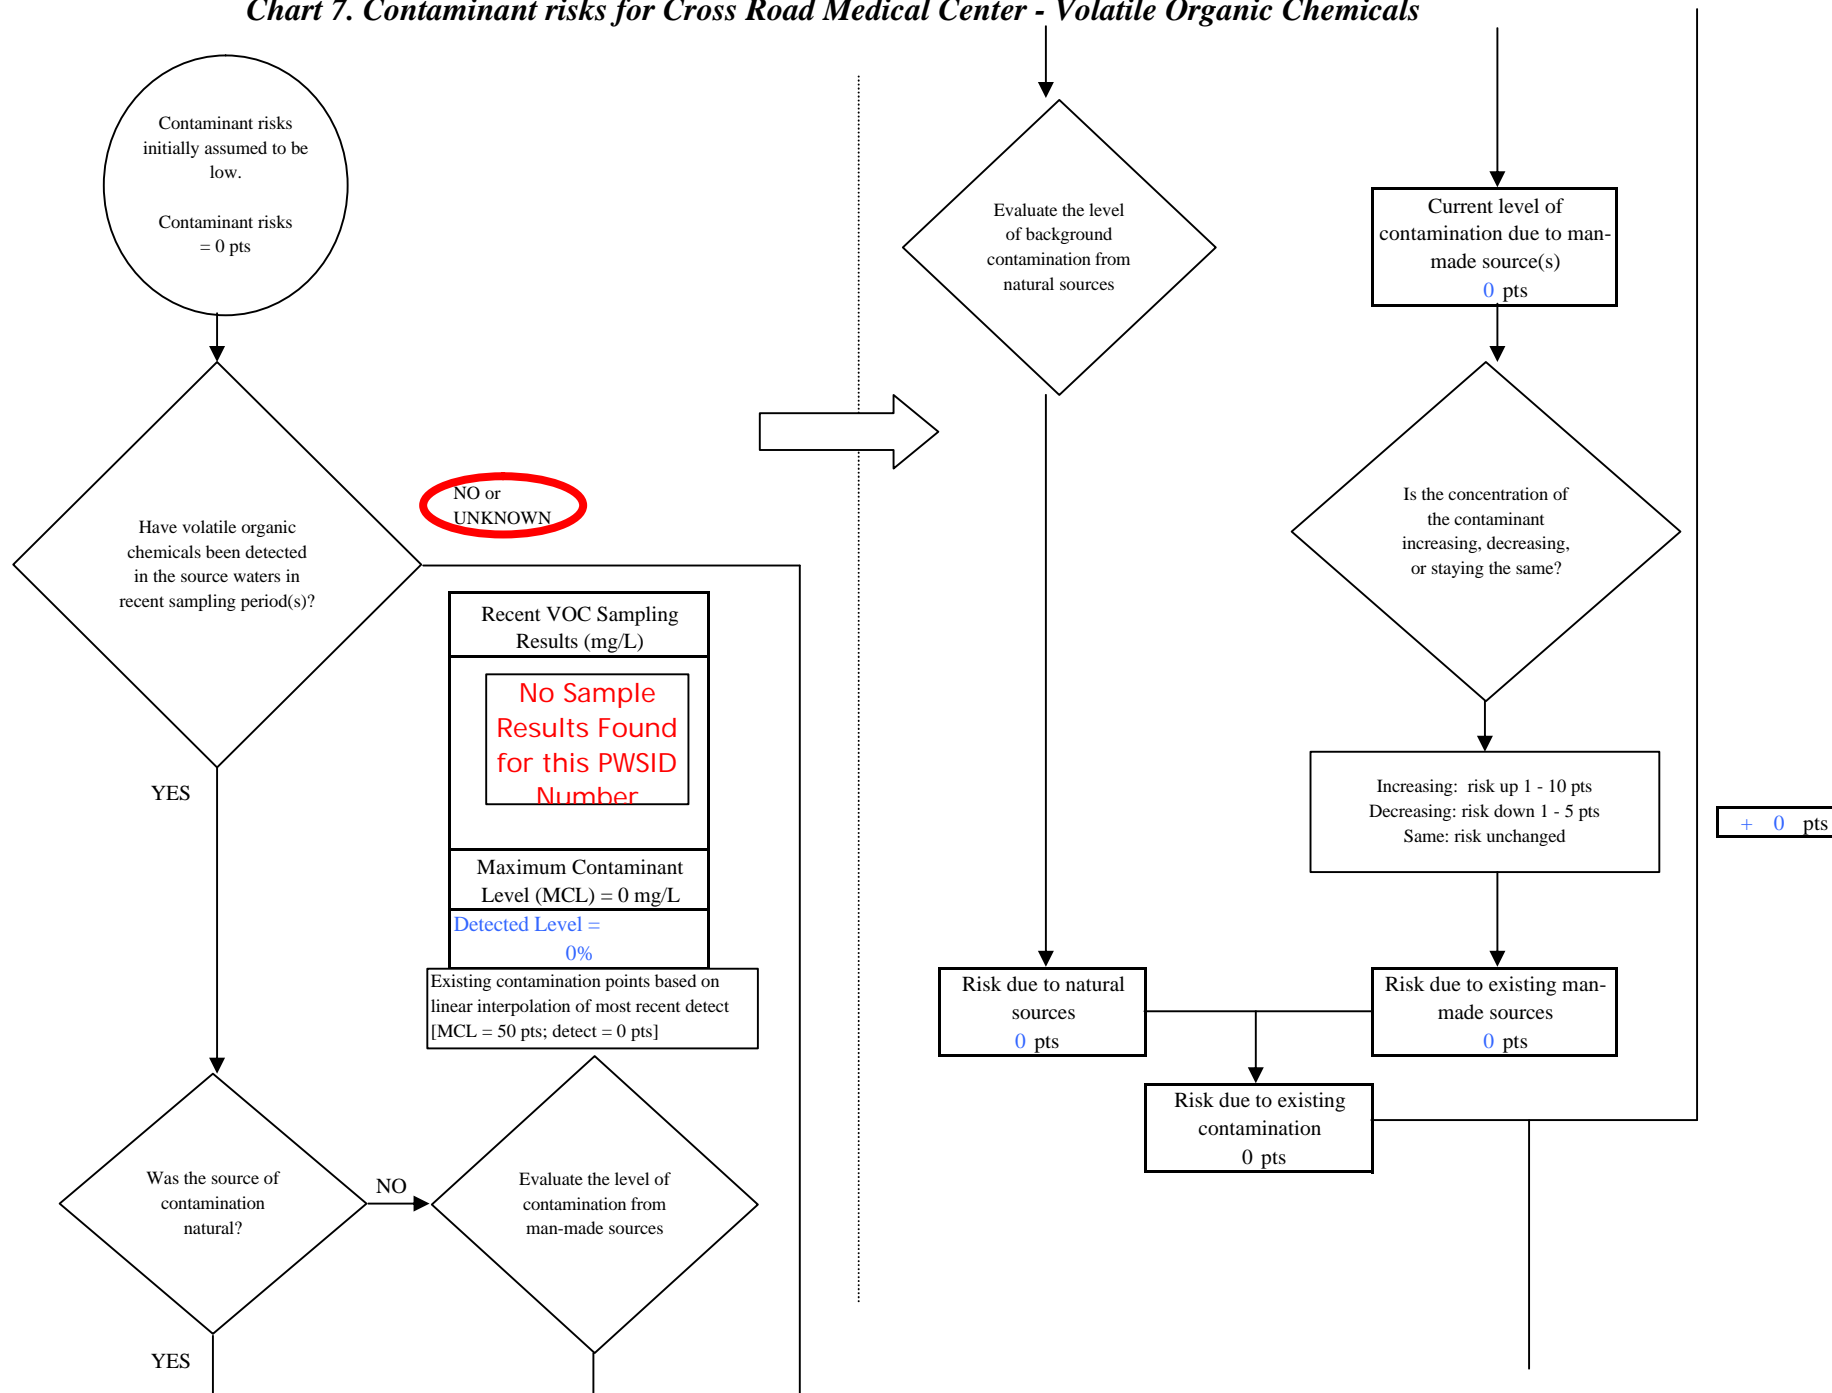 Chart 7. Contaminant risks for Cross Road Medical Center - Volatile Organic Chemicals
Contaminant risks
initially assumed to be
low.
Contaminant risks
= 0 pts
Have volatile organic
chemicals been detected
in the source waters in
recent sampling period(s)?
NO or
UNKNOWN
YES
Recent VOC Sampling
Results (mg/L)
No Sample
Results Found
for this PWSID
Number
Maximum Contaminant
Level (MCL) = 0 mg/L
Detected Level =
0%
Existing contamination points based on
linear interpolation of most recent detect
[MCL = 50 pts; detect = 0 pts]
Was the source of
contamination
natural?
NO
YES
Evaluate the level of
contamination from
man-made sources
Evaluate the level
of background
contamination from
natural sources
Current level of
contamination due to man-
made source(s)
0 pts
Is the concentration of
the contaminant
increasing, decreasing,
or staying the same?
Increasing: risk up 1 - 10 pts
Decreasing: risk down 1 - 5 pts
Same: risk unchanged
+ 0 pts
Risk due to natural
sources
0 pts
Risk due to existing man-
made sources
0 pts
Risk due to existing
contamination
0 pts